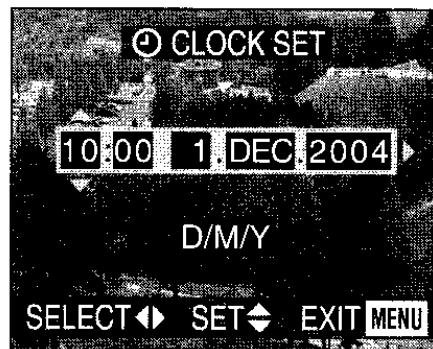 CLOCK SET
10:00 1. DEC. 2004
D/M/Y
SELECT SET EXIT MENU